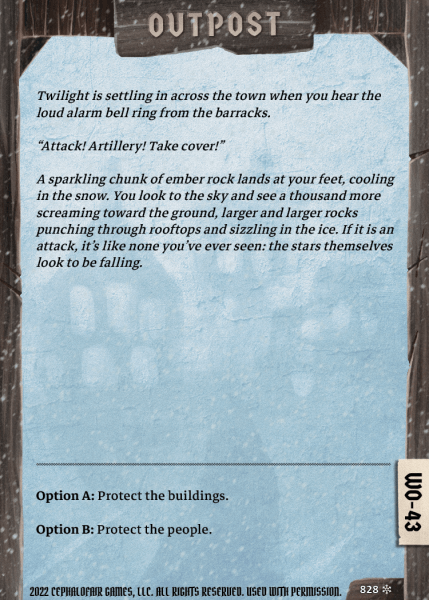 OUTPOST
Twilight is settling in across the town when you hear the
loud alarm bell ring from the barracks.
“Attack! Artillery! Take cover!”
A sparkling chunk of ember rock lands at your feet, cooling
in the snow. You look to the sky and see a thousand more
screaming toward the ground, larger and larger rocks
punching through rooftops and sizzling in the ice. If it is an
attack, it’s like none you’ve ever seen: the stars themselves
look to be falling.
Option A: Protect the buildings.
Option B: Protect the people.
WO-43
2022 CEPHALOFAIR GAMES, LLC. ALL RIGHTS RESERVED. USED WITH PERMISSION.
828